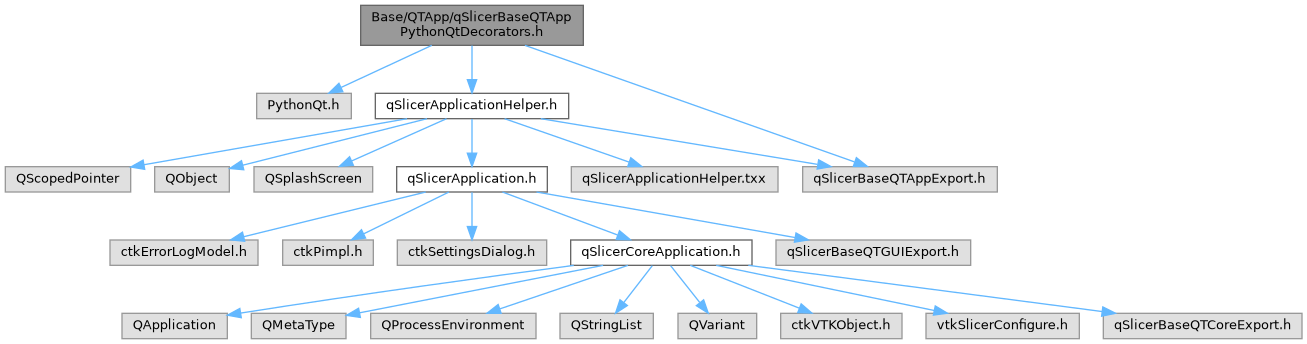 Base/QTApp/qSlicerBaseQTApp
PythonQtDecorators.h
PythonQt.h
qSlicerApplicationHelper.h
QScopedPointer
QObject
QSplashScreen
qSlicerApplication.h
qSlicerApplicationHelper.txx
qSlicerBaseQTAppExport.h
ctkErrorLogModel.h
ctkPimpl.h
ctkSettingsDialog.h
qSlicerCoreApplication.h
qSlicerBaseQTGUIExport.h
QApplication
QMetaType
QProcessEnvironment
QStringList
QVariant
ctkVTKObject.h
vtkSlicerConfigure.h
qSlicerBaseQTCoreExport.h